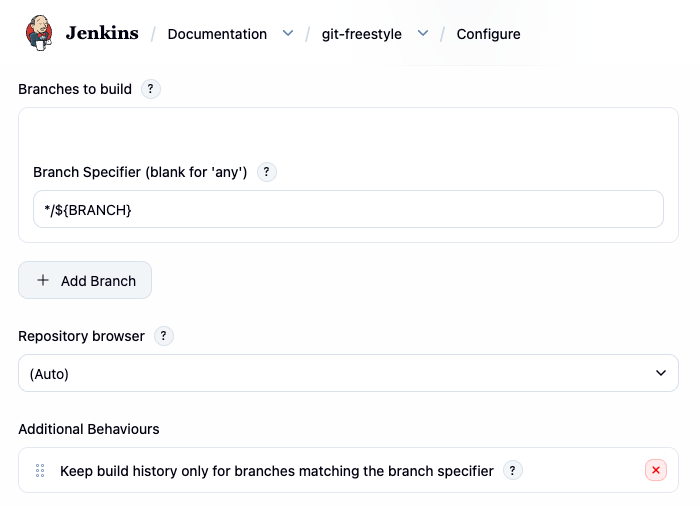 Jenkins / Documentation / git-freestyle / Configure
Branches to build ?
Branch Specifier (blank for 'any') ?
*/${BRANCH}
+ Add Branch
Repository browser ?
(Auto)
Additional Behaviours
Keep build history only for branches matching the branch specifier ?